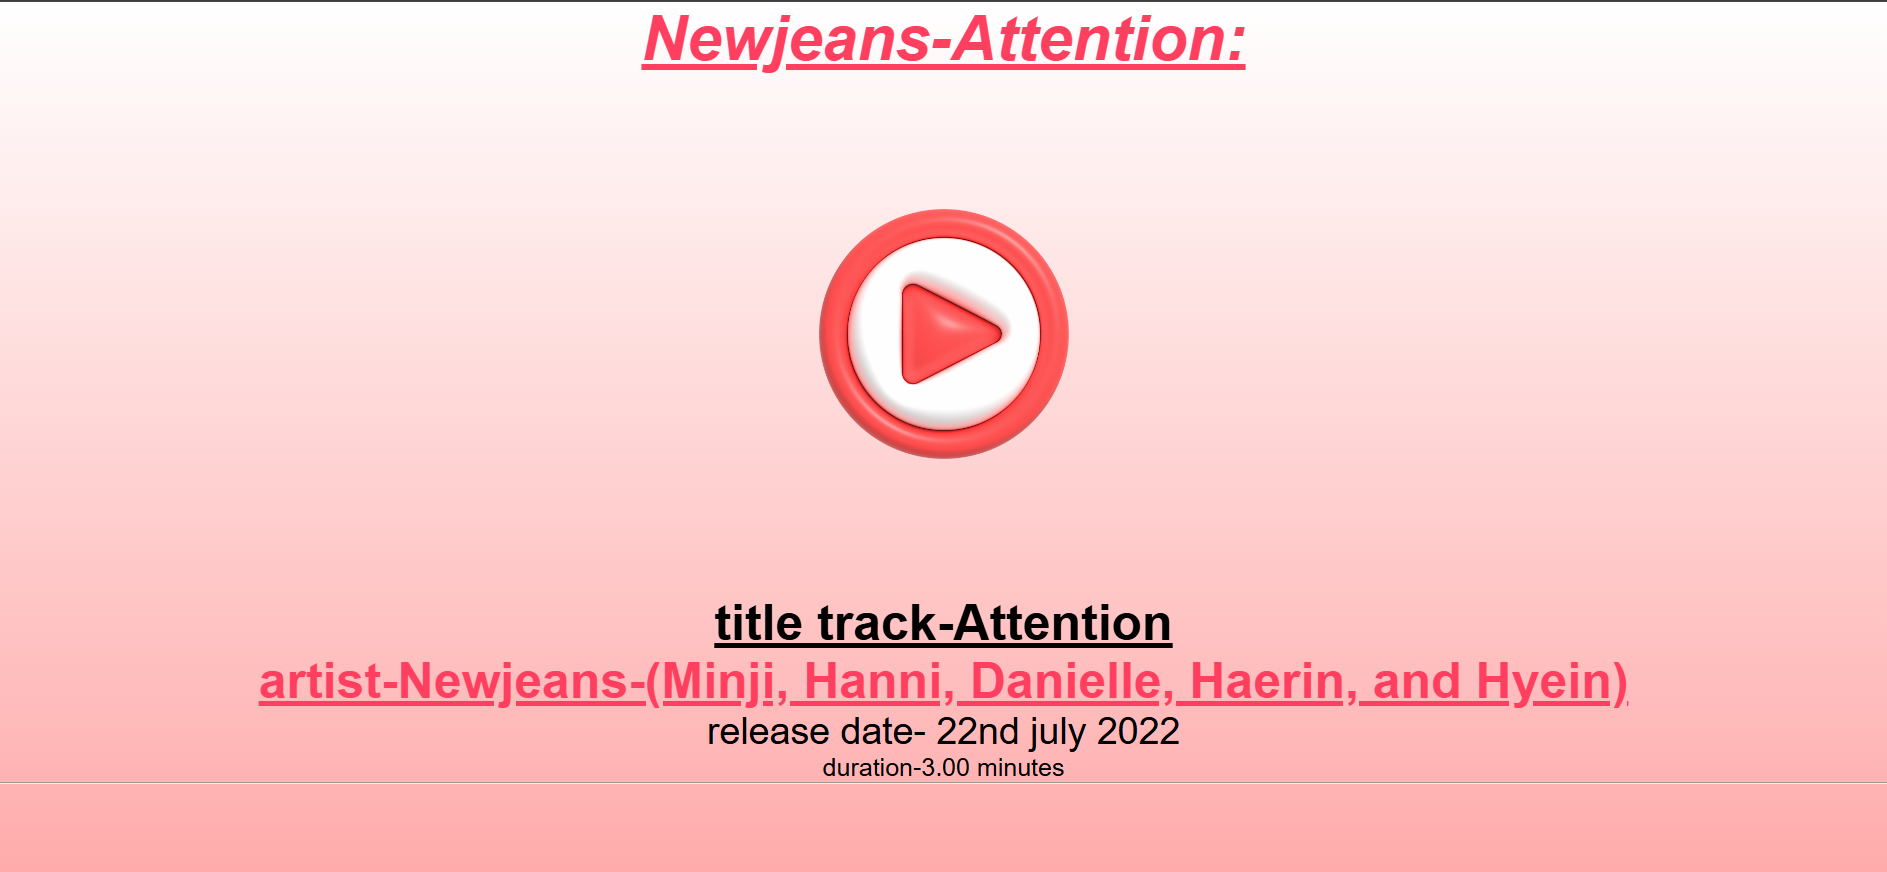 Newjeans-Attention:
title track-Attention
artist-Newjeans-(Minji, Hanni, Danielle, Haerin, and Hyein)
release date- 22nd july 2022
duration-3.00 minutes